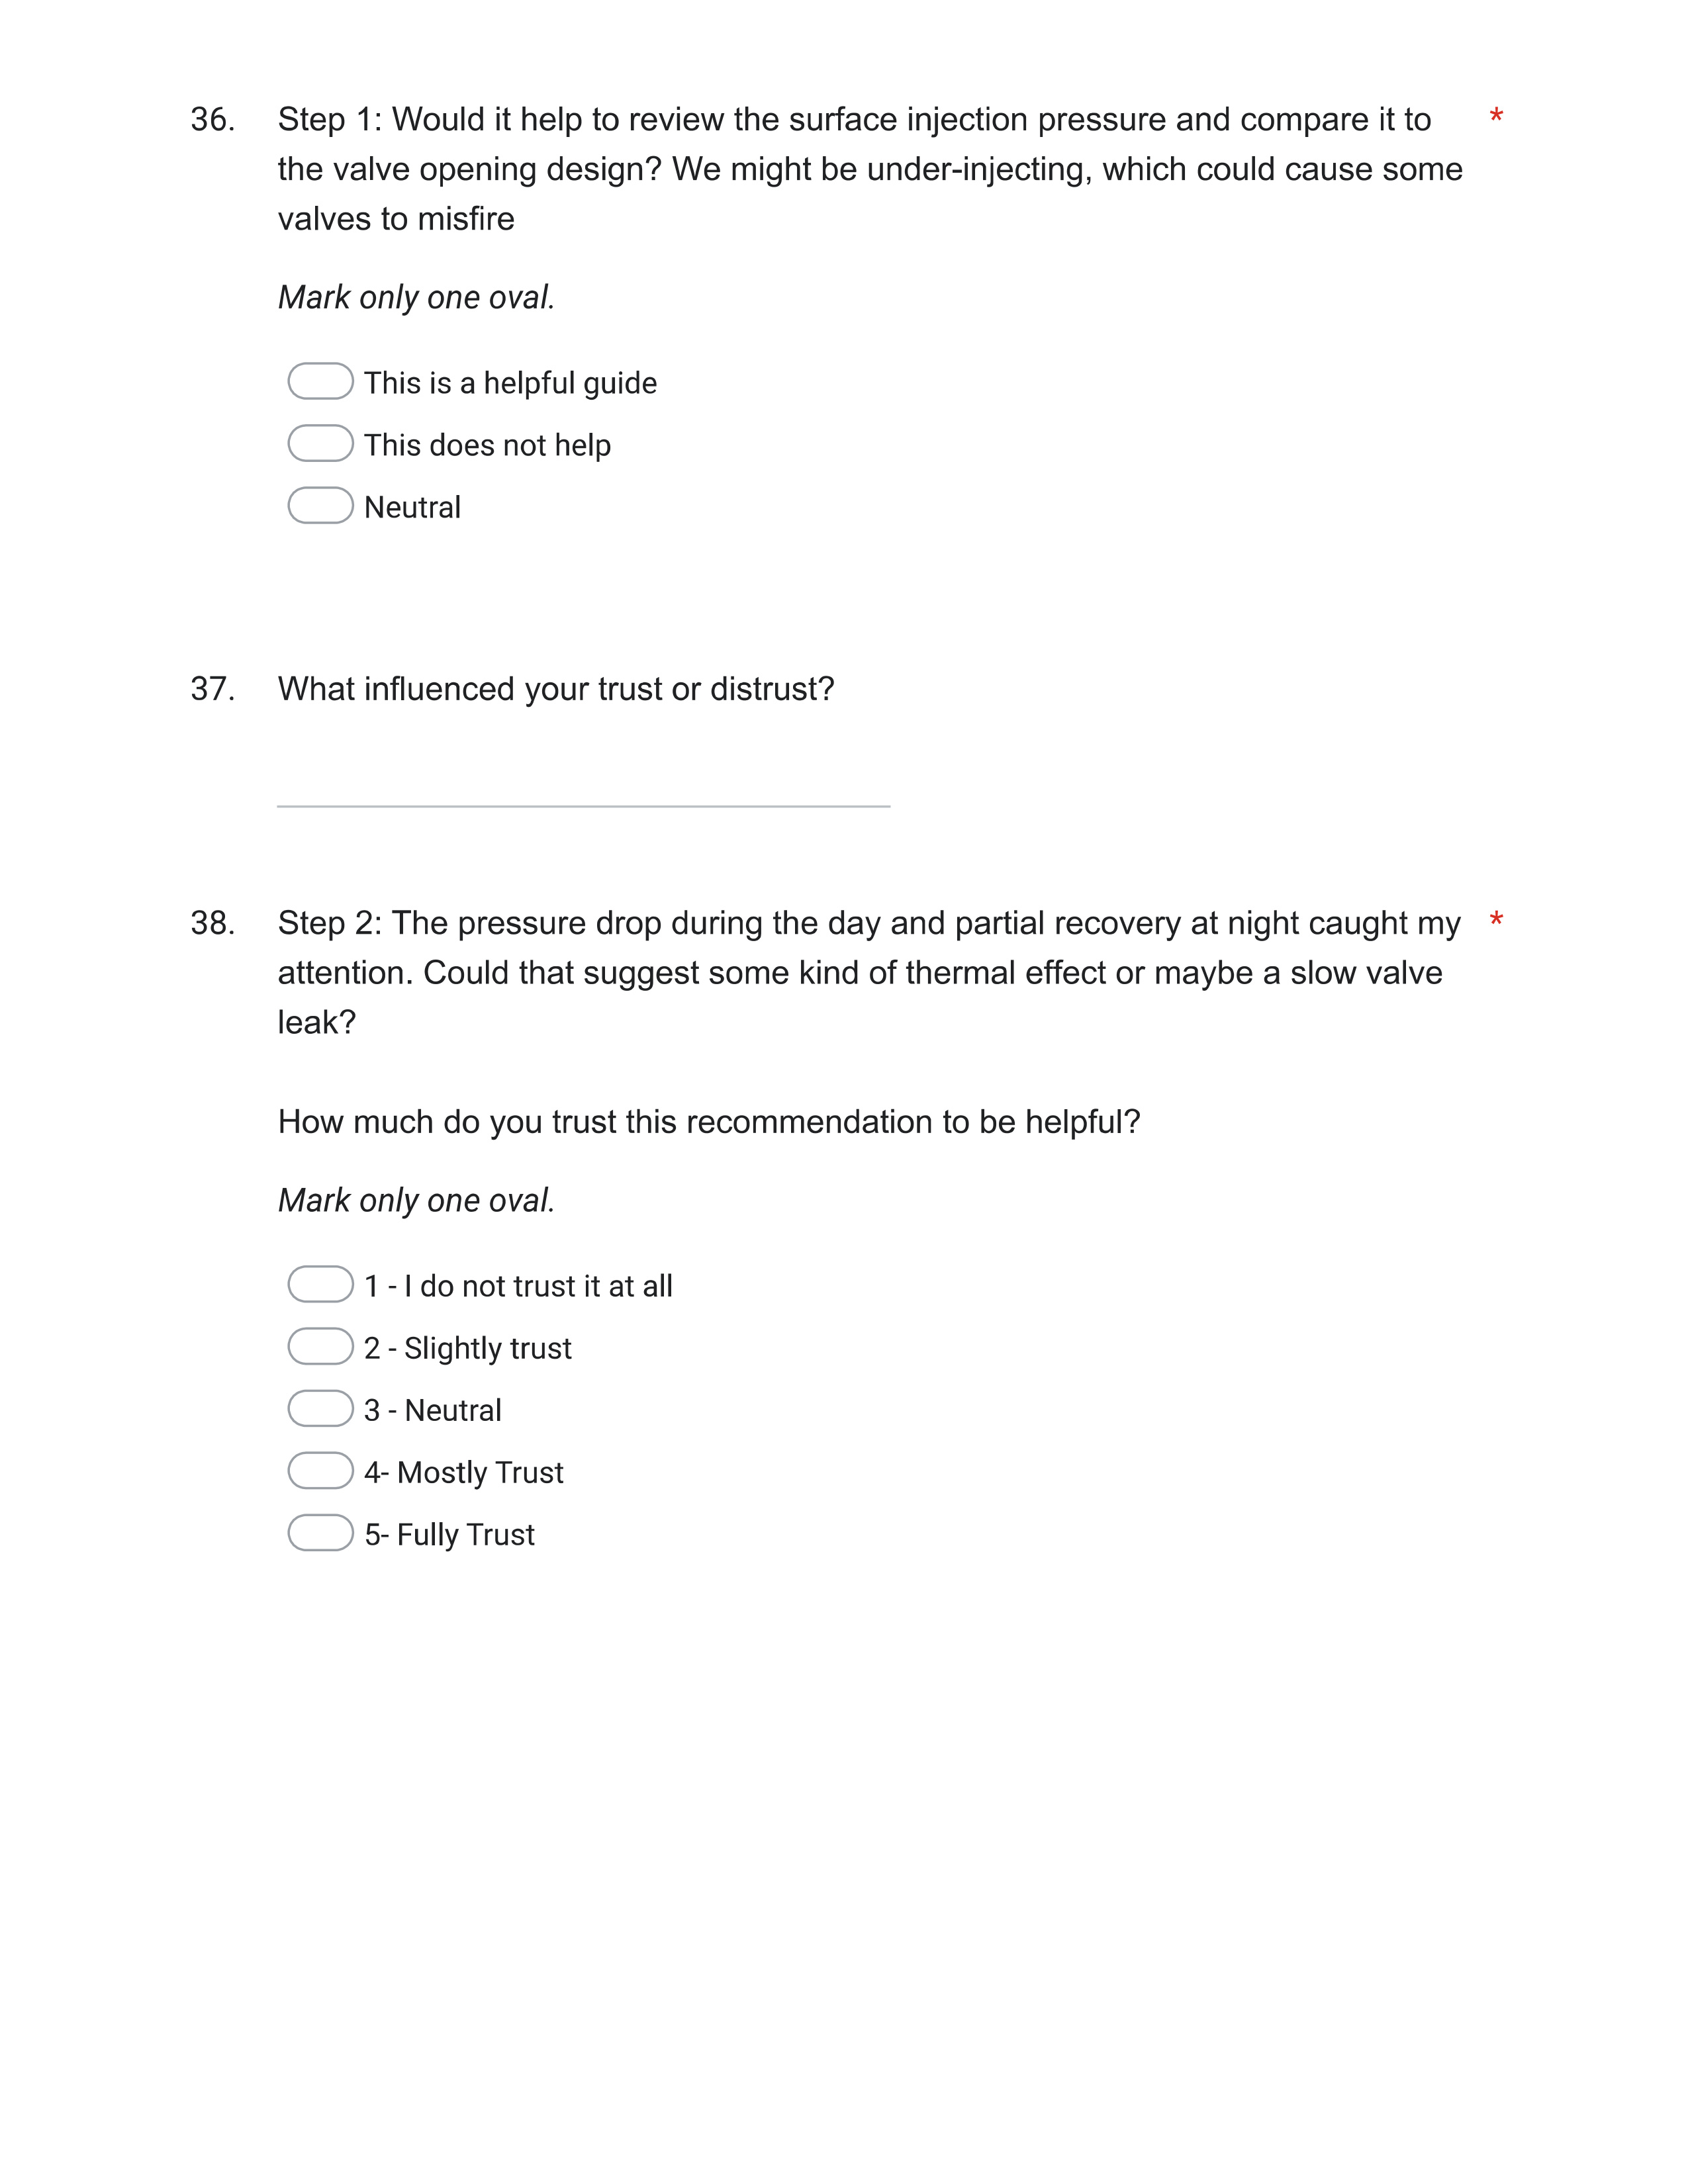 36. Step 1: Would it help to review the surface injection pressure and compare it to *
the valve opening design? We might be under-injecting, which could cause some
valves to misfire
Mark only one oval.
This is a helpful guide
This does not help
Neutral
37. What influenced your trust or distrust?
38. Step 2: The pressure drop during the day and partial recovery at night caught my *
attention. Could that suggest some kind of thermal effect or maybe a slow valve
leak?
How much do you trust this recommendation to be helpful?
Mark only one oval.
1 - I do not trust it at all
2 - Slightly trust
3 - Neutral
4- Mostly Trust
5- Fully Trust